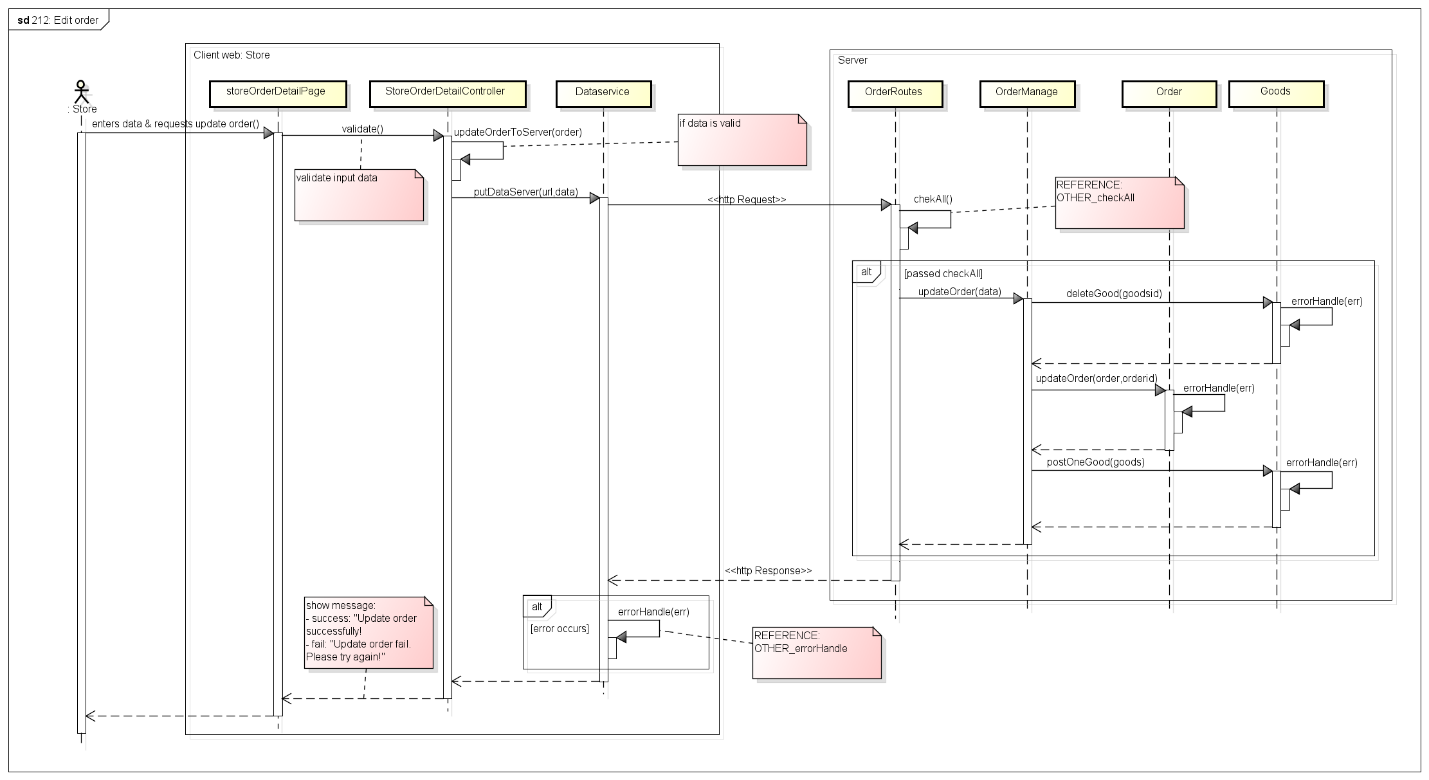 sd 212: Edit order
Client web: Store
Server
storeOrderDetailPage
StoreOrderDetailController
Dataservice
OrderRoutes
OrderManage
Order
Goods
: Store
enters data & requests update order()
validate()
updateOrderToServer(order)
if data is valid
validate input data
putDataServer(url,data)
<<http Request>>
chekAll()
REFERENCE:
OTHER_checkAll
alt
[passed checkAll]
updateOrder(data)
deleteGood(goodsid)
errorHandle(err)
updateOrder(order,orderid)
errorHandle(err)
postOneGood(goods)
errorHandle(err)
<<http Response>>
show message:
- success: "Update order
successfully!
- fail: "Update order fail.
Please try again!"
alt
[error occurs]
errorHandle(err)
REFERENCE:
OTHER_errorHandle